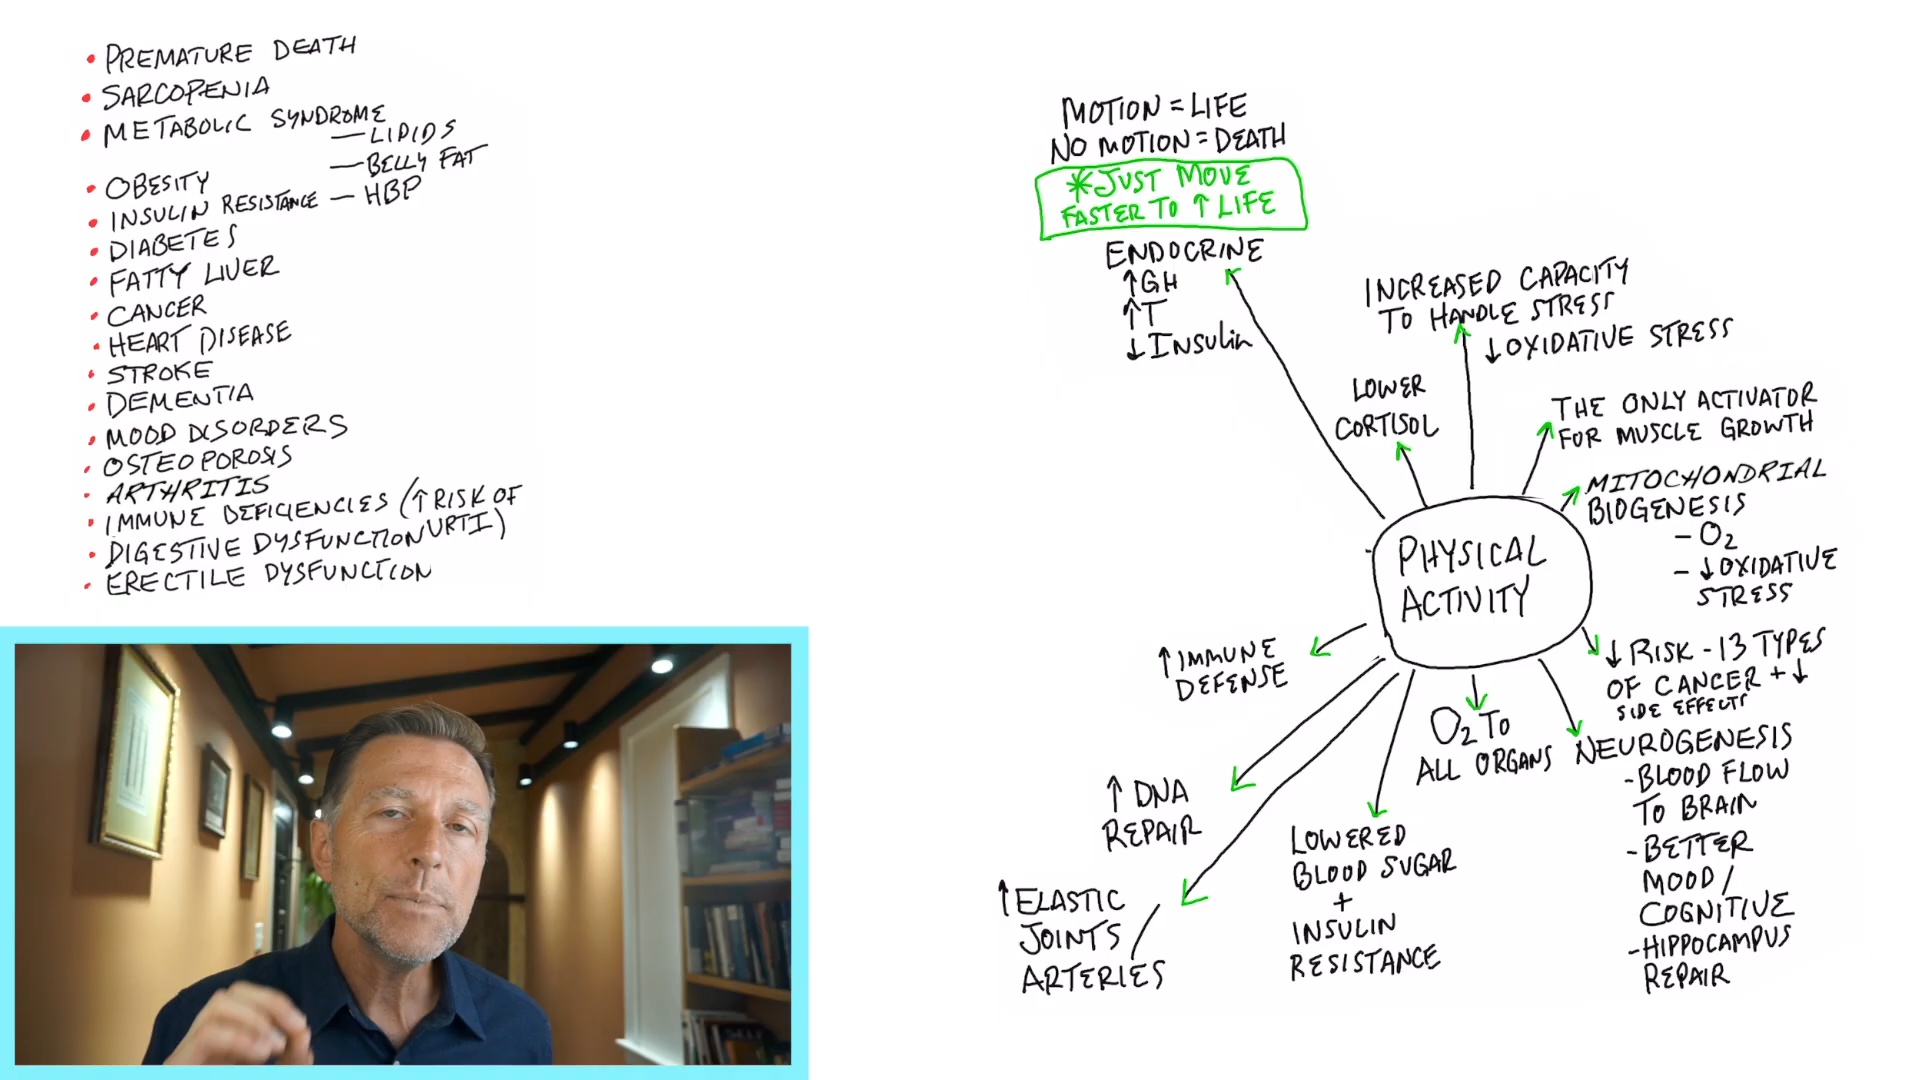 • PREMATURE DEATH
• SARCOPENIA
• METABOLIC SYNDROME
— LIPIDS
— BELLY FAT
• OBESITY
• INSULIN RESISTANCE — HBP
• DIABETES
• FATTY LIVER
• CANCER
• HEART DISEASE
• STROKE
• DEMENTIA
• MOOD DISORDERS
• OSTEOPOROSIS
• ARTHRITIS
• IMMUNE DEFICIENCIES (↑ RISK OF
URTI)
• DIGESTIVE DYSFUNCTION
• ERECTILE DYSFUNCTION
MOTION = LIFE
NO MOTION = DEATH
*JUST MOVE
FASTER TO ↑ LIFE
ENDOCRINE
↑GH
↑T
↓INSULIN
LOWER
CORTISOL
INCREASED CAPACITY
TO HANDLE STRESS
↓OXIDATIVE STRESS
THE ONLY ACTIVATOR
FOR MUSCLE GROWTH
MITOCHONDRIAL
BIOGENESIS
- O2
- ↓OXIDATIVE
STRESS
PHYSICAL
ACTIVITY
↓ RISK - 13 TYPES
OF CANCER + ↓
SIDE EFFECTS
NEUROGENESIS
- BLOOD FLOW
TO BRAIN
- BETTER
MOOD /
COGNITIVE
- HIPPOCAMPUS
REPAIR
O2 TO
ALL ORGANS
LOWERED
BLOOD SUGAR
+
INSULIN
RESISTANCE
↑ IMMUNE
DEFENSE
↑ DNA
REPAIR
↑ ELASTIC
JOINTS /
ARTERIES